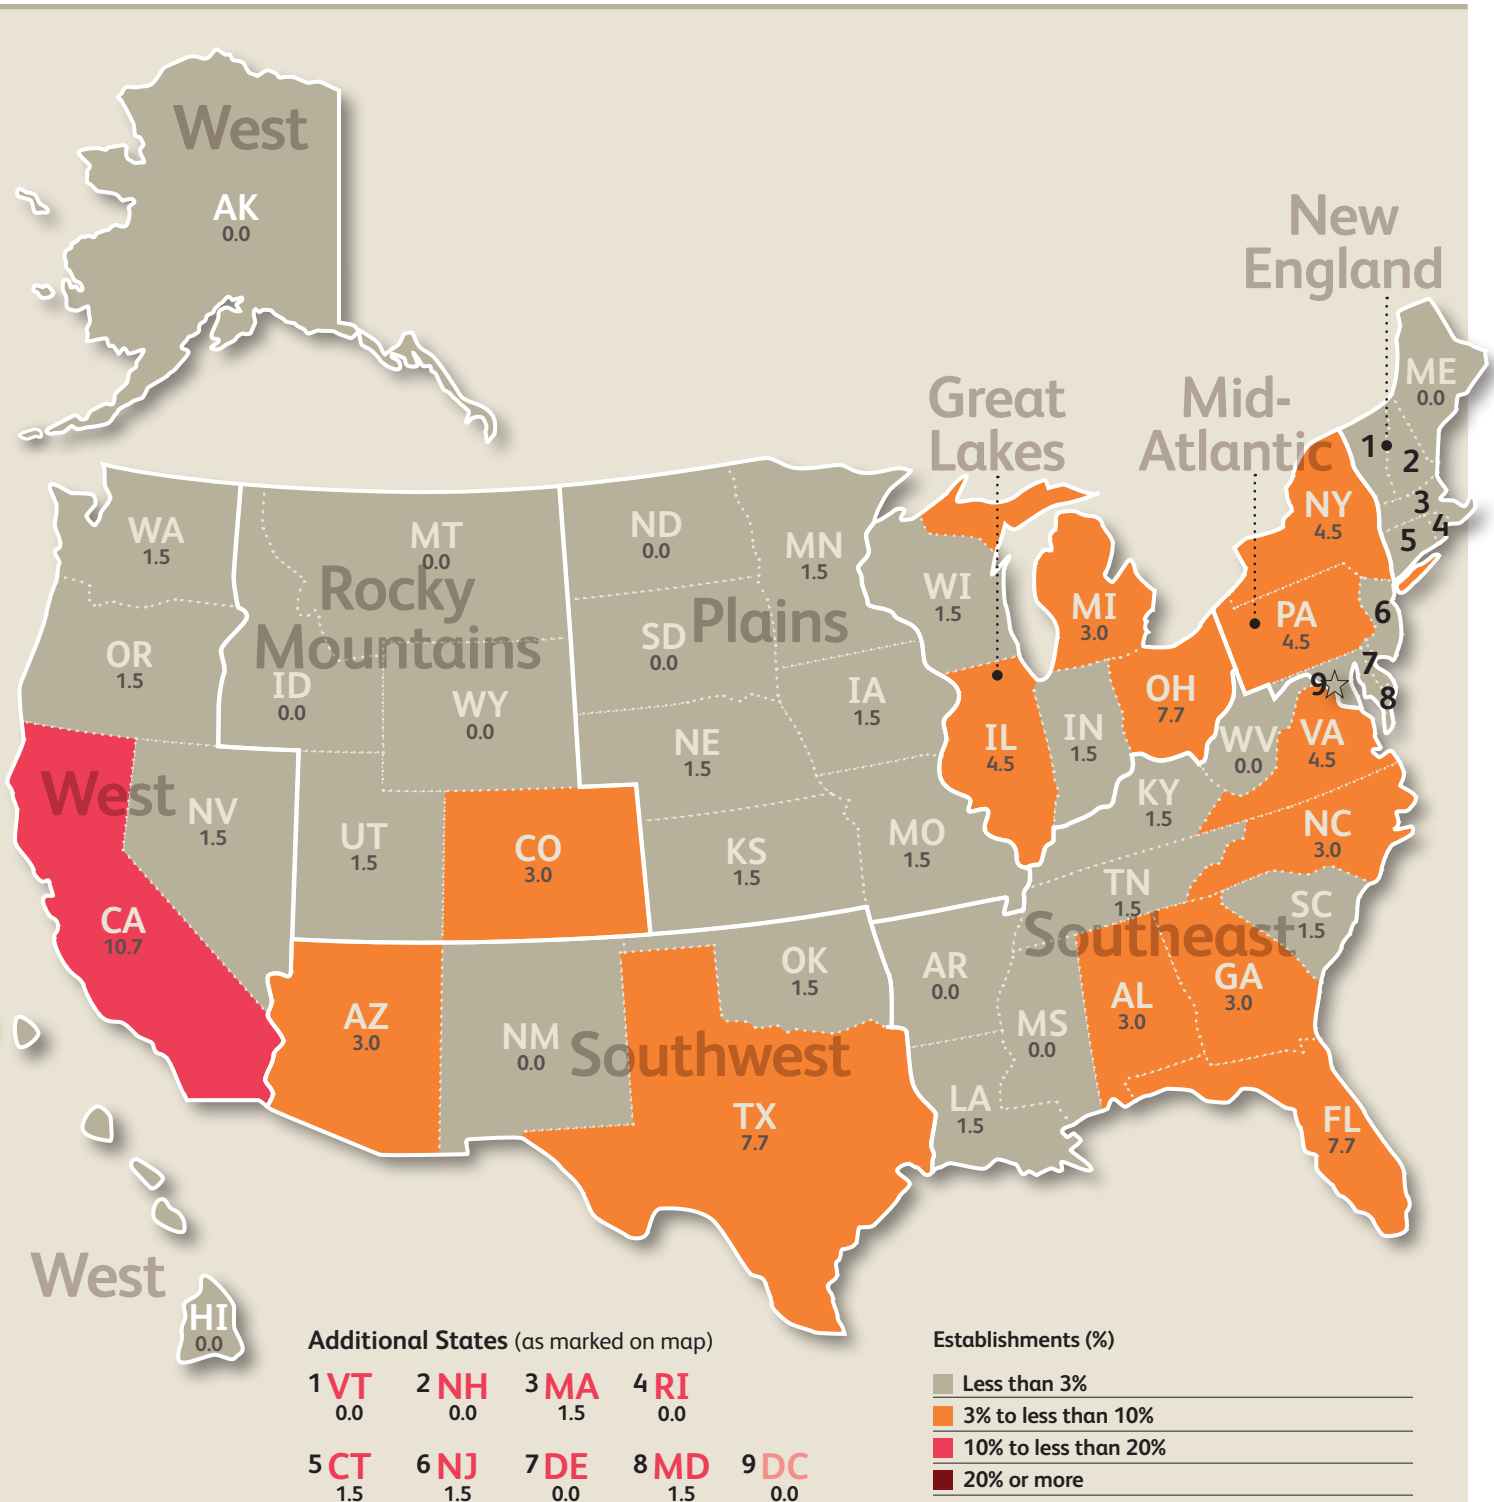 West
AK
0.0
New
England
ME
0.0
Great
Lakes
Mid-
Atlantic
1
2
3
4
5
NY
4.5
WA
1.5
MT
0.0
ND
0.0
MN
1.5
WI
1.5
MI
3.0
PA
4.5
6
7
8
9
Rocky
Mountains
Plains
OR
1.5
ID
0.0
WY
0.0
SD
0.0
IA
1.5
NE
1.5
IL
4.5
IN
1.5
OH
7.7
WV
0.0
VA
4.5
West
NV
1.5
UT
1.5
CO
3.0
KS
1.5
MO
1.5
KY
1.5
NC
3.0
TN
1.5
SC
1.5
CA
10.7
Southeast
AZ
3.0
NM
0.0
Southwest
OK
1.5
AR
0.0
MS
0.0
AL
3.0
GA
3.0
TX
7.7
LA
1.5
FL
7.7
West
HI
0.0
Additional States (as marked on map)
1 VT 2 NH 3 MA 4 RI
0.0 0.0 1.5 0.0
5 CT 6 NJ 7 DE 8 MD 9 DC
1.5 1.5 0.0 1.5 0.0
Establishments (%)
Less than 3%
3% to less than 10%
10% to less than 20%
20% or more